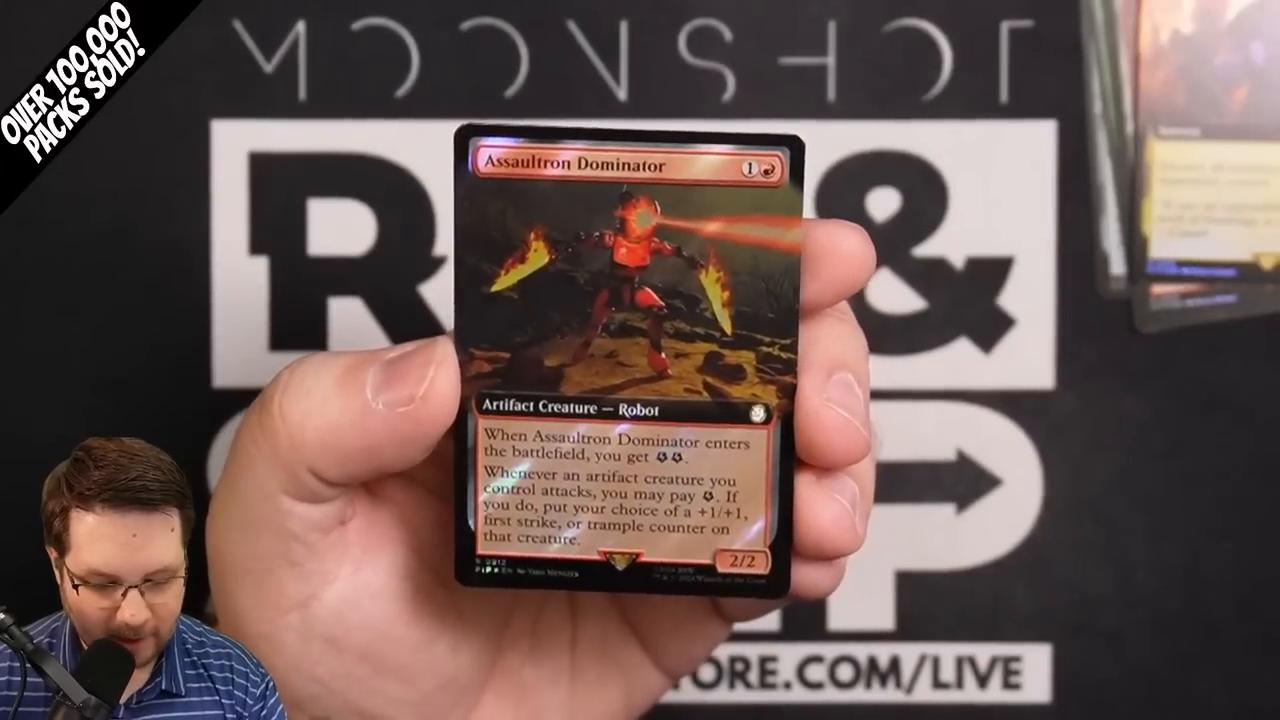 OVER 100,000
PACKS SOLD!
MOONSHOT
R &
P
Assaultron Dominator
1
Artifact Creature — Robot
When Assaultron Dominator enters
the battlefield, you get
Whenever an artifact creature you
control attacks, you may pay . If
you do, put your choice of a +1/+1,
first strike, or trample counter on
that creature.
2/2
TORE.COM/LIVE